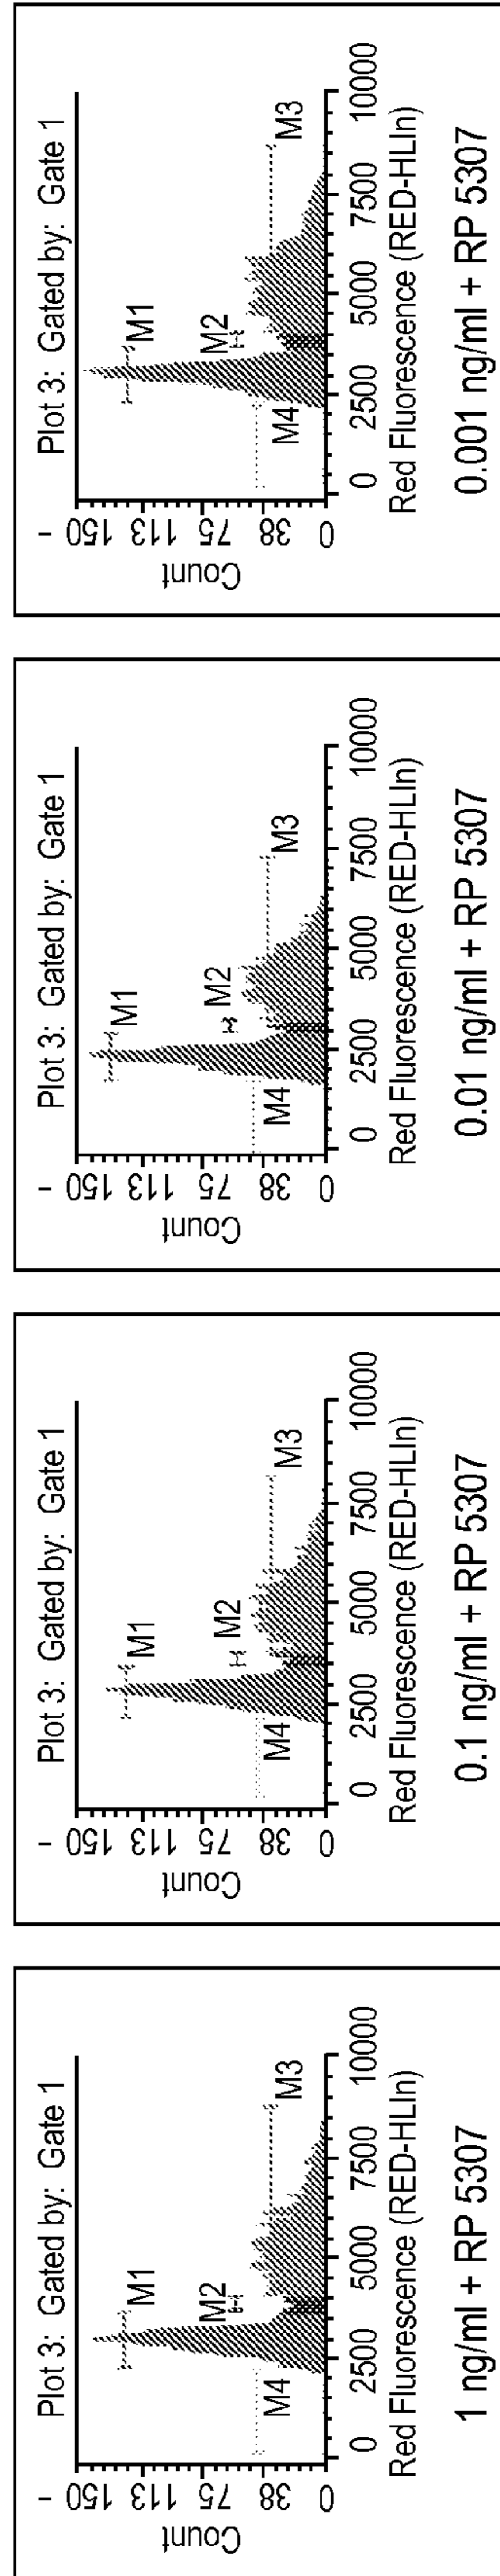 Plot 3: Gated by: Gate 1
Count
150
113
75
38
0
M1
M2
M3
M4
0 2500 5000 7500 10000
Red Fluorescence (RED-HLIn)
1 ng/ml + RP 5307
Plot 3: Gated by: Gate 1
Count
150
113
75
38
0
M1
M2
M3
M4
0 2500 5000 7500 10000
Red Fluorescence (RED-HLIn)
0.1 ng/ml + RP 5307
Plot 3: Gated by: Gate 1
Count
150
113
75
38
0
M1
M2
M3
M4
0 2500 5000 7500 10000
Red Fluorescence (RED-HLIn)
0.01 ng/ml + RP 5307
Plot 3: Gated by: Gate 1
Count
150
113
75
38
0
M1
M2
M3
M4
0 2500 5000 7500 10000
Red Fluorescence (RED-HLIn)
0.001 ng/ml + RP 5307